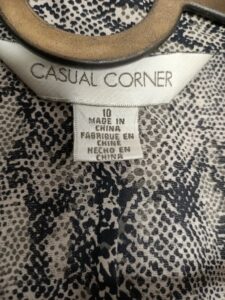 CASUAL CORNER
10
MADE IN
CHINA
FABRIQUE EN
CHINE
HECHO EN
CHINA